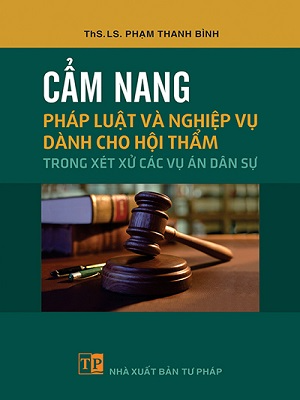 ThS.LS. PHẠM THANH BÌNH
CẨM NANG
PHÁP LUẬT VÀ NGHIỆP VỤ
DÀNH CHO HỘI THẨM
TRONG XÉT XỬ CÁC VỤ ÁN DÂN SỰ
TP NHÀ XUẤT BẢN TƯ PHÁP